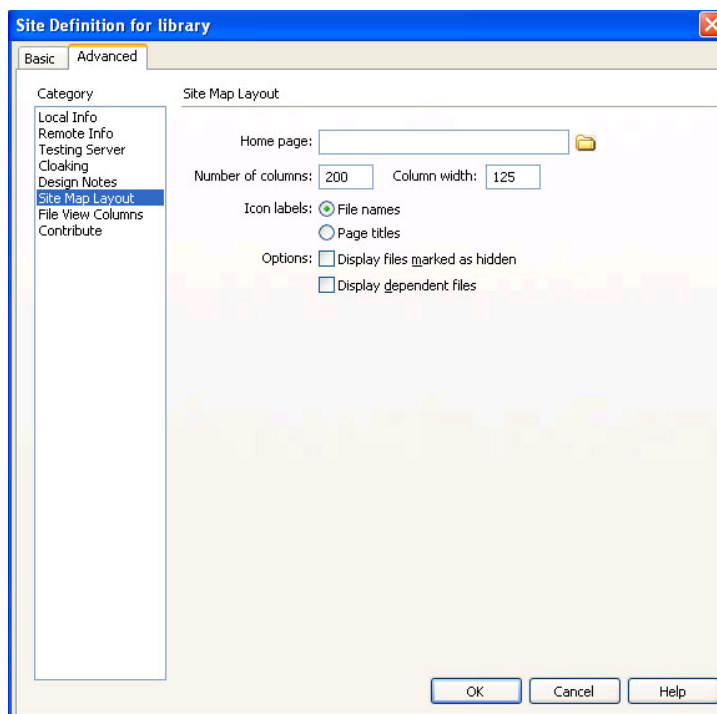 Site Definition for library
Basic
Advanced
Category
Local Info
Remote Info
Testing Server
Cloaking
Design Notes
Site Map Layout
File View Columns
Contribute
Site Map Layout
Home page:
Number of columns: 200 Column width: 125
Icon labels: File names
Page titles
Options: Display files marked as hidden
Display dependent files
OK Cancel Help